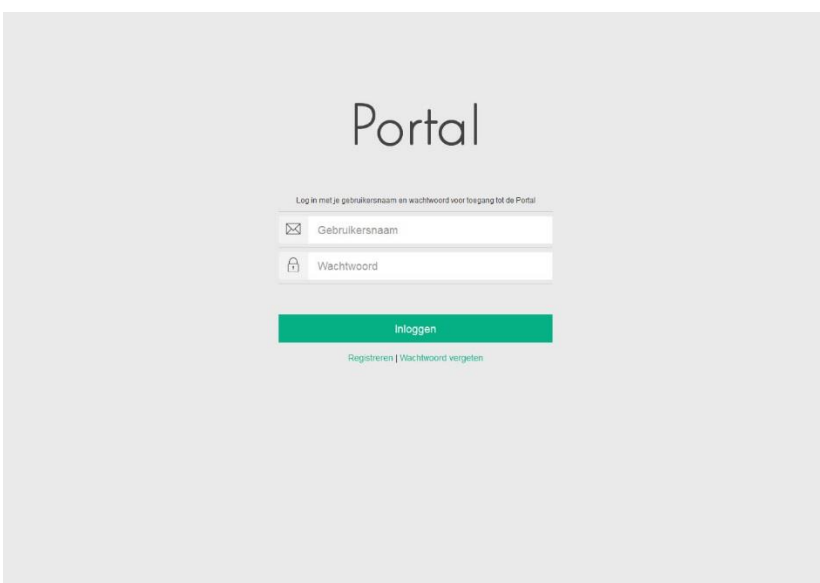 Portal
Log in met je gebruikersnaam en wachtwoord voor toegang tot de Portal
Gebruikersnaam
Wachtwoord
Inloggen
Registreren | Wachtwoord vergeten